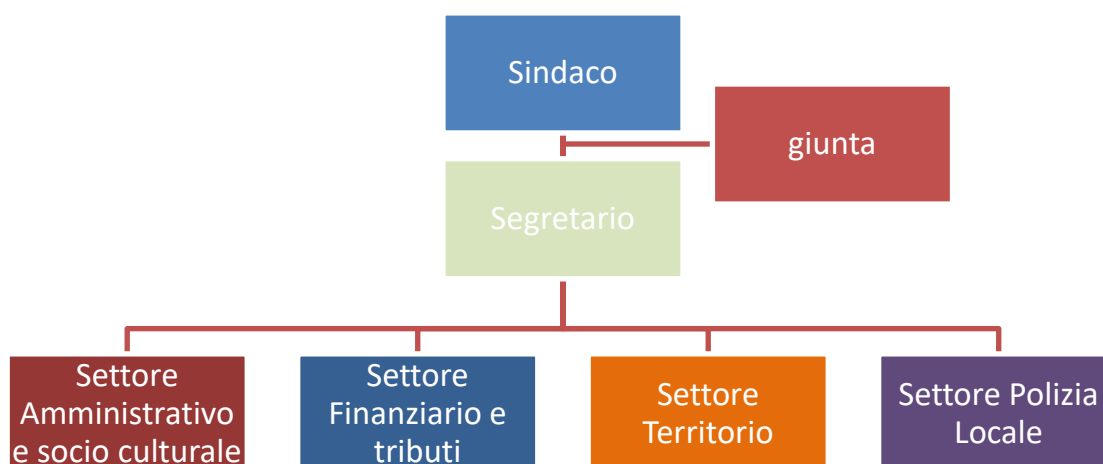 Sindaco
giunta
Segretario
Settore
Amministrativo
e socio culturale
Settore
Finanziario e
tributi
Settore
Territorio
Settore Polizia
Locale